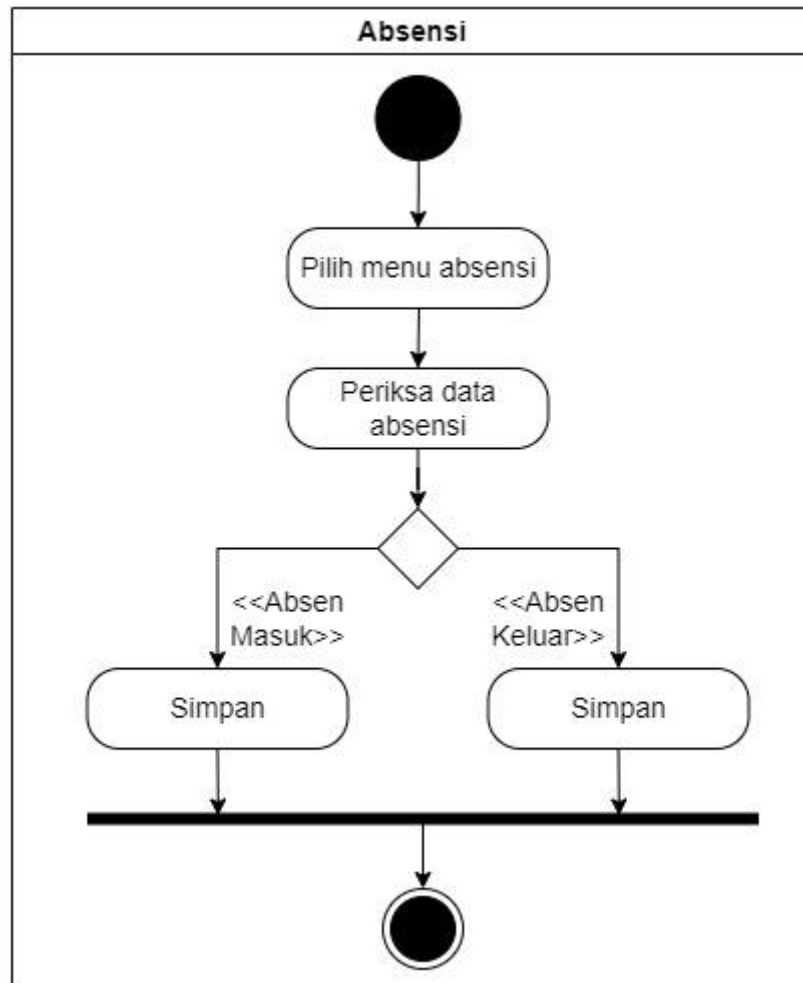 Absensi
Pilih menu absensi
Periksa data
absensi
<<Absen
Masuk>>
<<Absen
Keluar>>
Simpan
Simpan